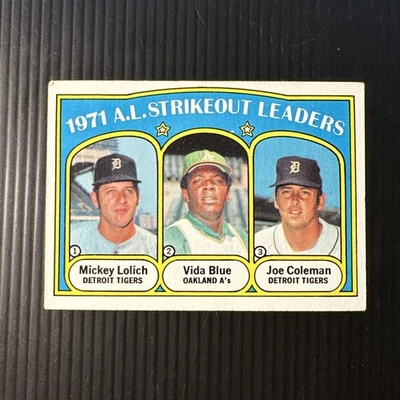 1971 A.L. STRIKEOUT LEADERS
D
D
1
2
3
Mickey Lolich
DETROIT TIGERS
Vida Blue
OAKLAND A's
Joe Coleman
DETROIT TIGERS